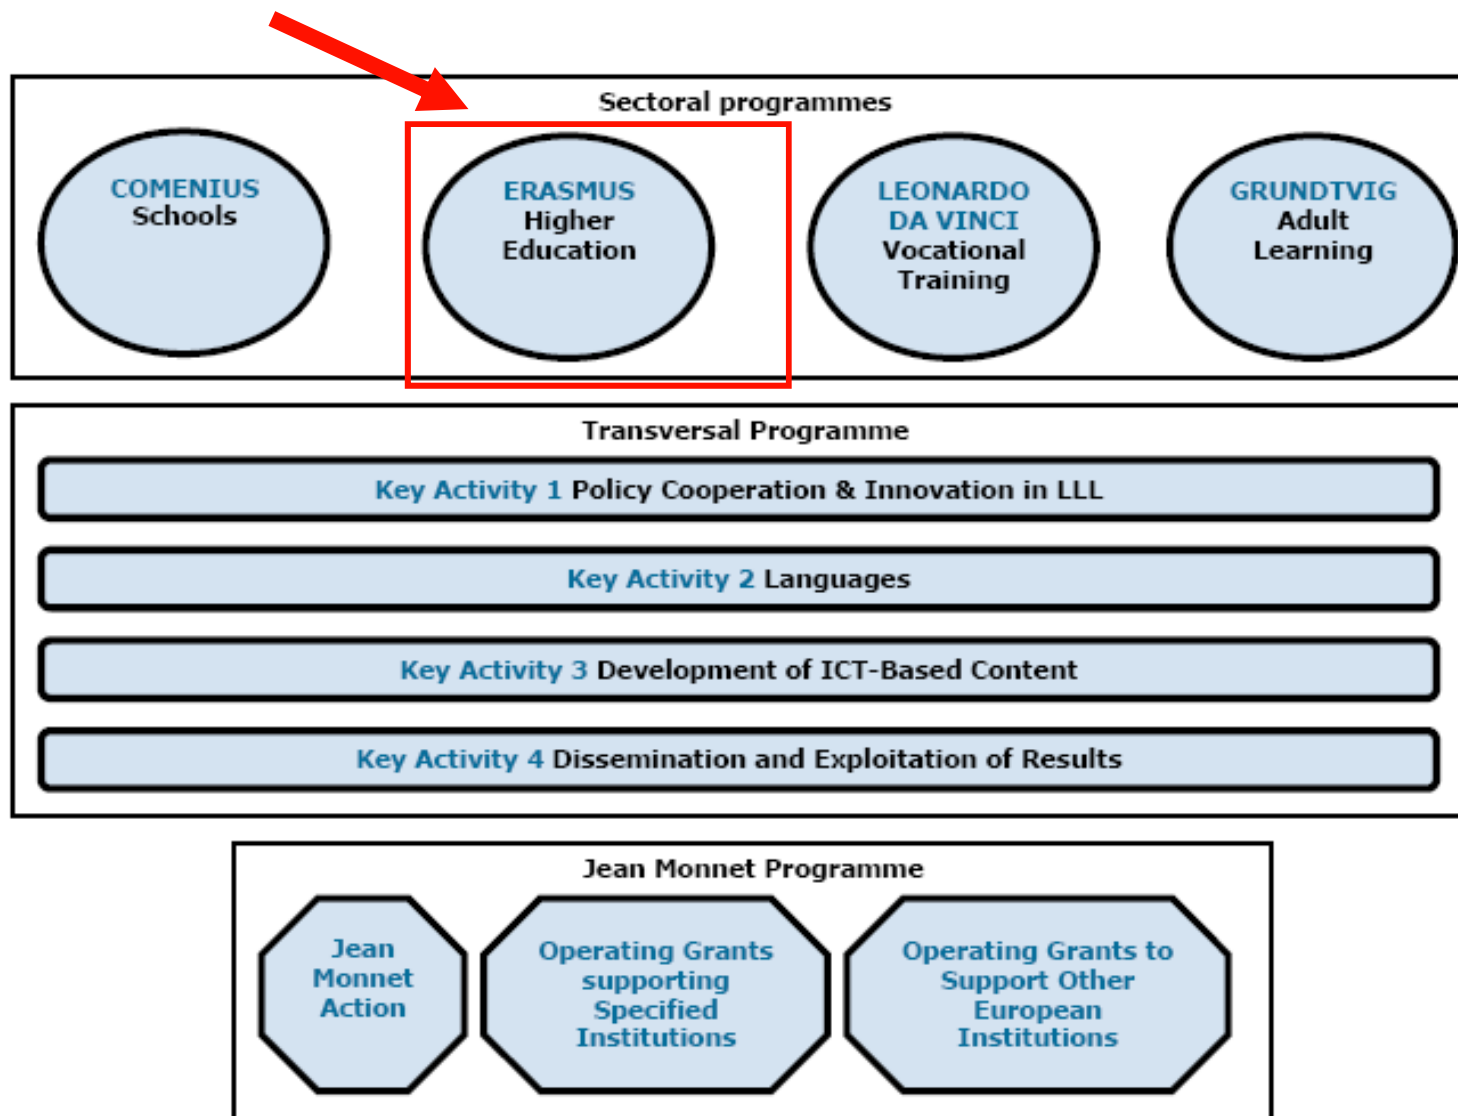 Sectoral programmes
COMENIUS
Schools
ERASMUS
Higher
Education
LEONARDO
DA VINCI
Vocational
Training
GRUNDTVIG
Adult
Learning
Transversal Programme
Key Activity 1 Policy Cooperation & Innovation in LLL
Key Activity 2 Languages
Key Activity 3 Development of ICT-Based Content
Key Activity 4 Dissemination and Exploitation of Results
Jean Monnet Programme
Jean
Monnet
Action
Operating Grants
supporting
Specified
Institutions
Operating Grants to
Support Other
European
Institutions